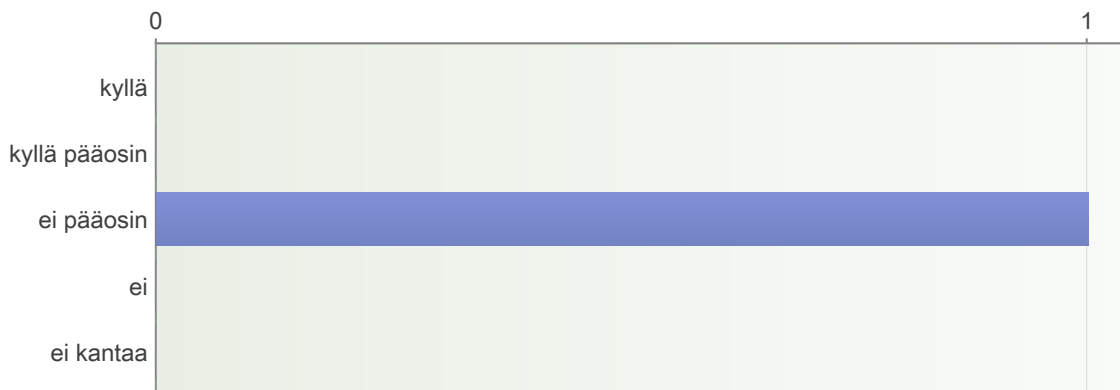 0 1
kyllä
kyllä pääosin
ei pääosin
ei
ei kantaa